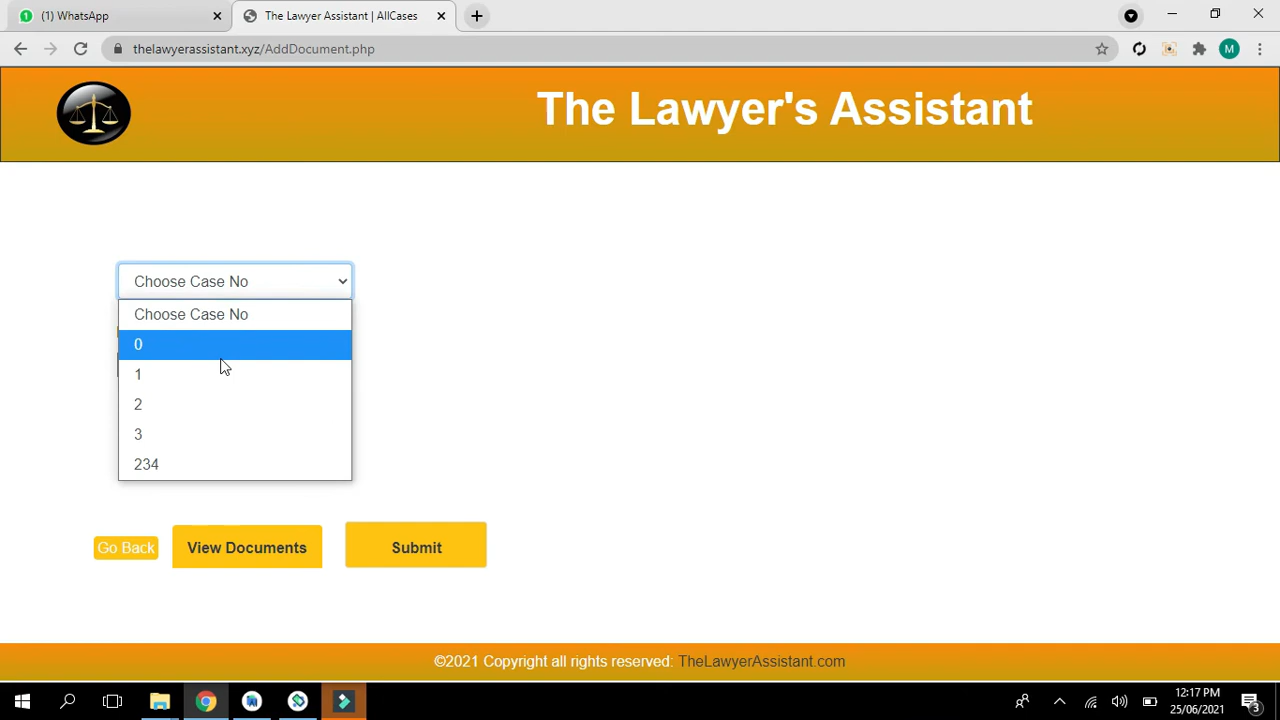 (1) WhatsApp
The Lawyer Assistant | AllCases
thelawyerassistant.xyz/AddDocument.php
M
The Lawyer's Assistant
Choose Case No
Choose Case No
0
1
2
3
234
Go Back
View Documents
Submit
©2021 Copyright all rights reserved: TheLawyerAssistant.com
12:17 PM
25/06/2021
3